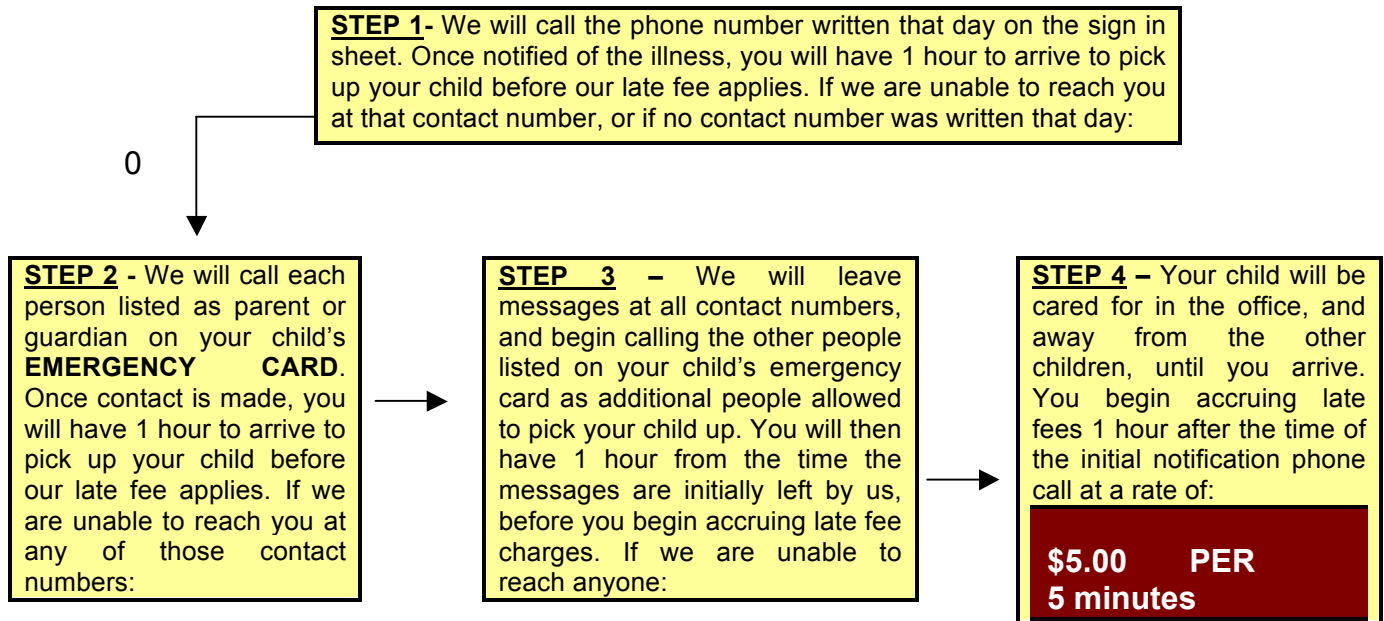 STEP 1- We will call the phone number written that day on the sign in
sheet. Once notified of the illness, you will have 1 hour to arrive to pick
up your child before our late fee applies. If we are unable to reach you
at that contact number, or if no contact number was written that day:
0
STEP 2 - We will call each
person listed as parent or
guardian on your child’s
EMERGENCY CARD.
Once contact is made, you
will have 1 hour to arrive to
pick up your child before
our late fee applies. If we
are unable to reach you at
any of those contact
numbers:
STEP 3 – We will leave
messages at all contact numbers,
and begin calling the other people
listed on your child’s emergency
card as additional people allowed
to pick your child up. You will then
have 1 hour from the time the
messages are initially left by us,
before you begin accruing late fee
charges. If we are unable to
reach anyone:
STEP 4 – Your child will be
cared for in the office, and
away from the other
children, until you arrive.
You begin accruing late
fees 1 hour after the time of
the initial notification phone
call at a rate of:
$5.00 PER
5 minutes